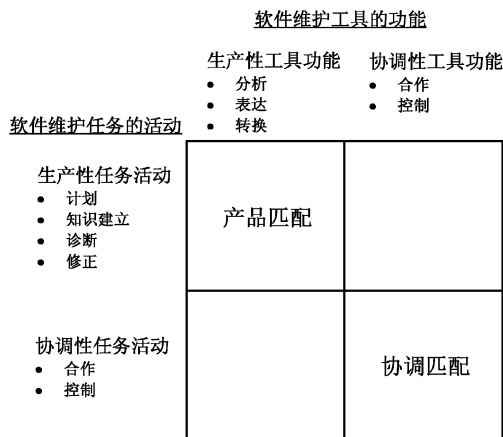 软件维护工具的功能
生产性工具功能
• 分析
• 表达
• 转换
协调性工具功能
• 合作
• 控制
软件维护任务的活动
生产性任务活动
• 计划
• 知识建立
• 诊断
• 修正
产品匹配
协调性任务活动
• 合作
• 控制
协调匹配